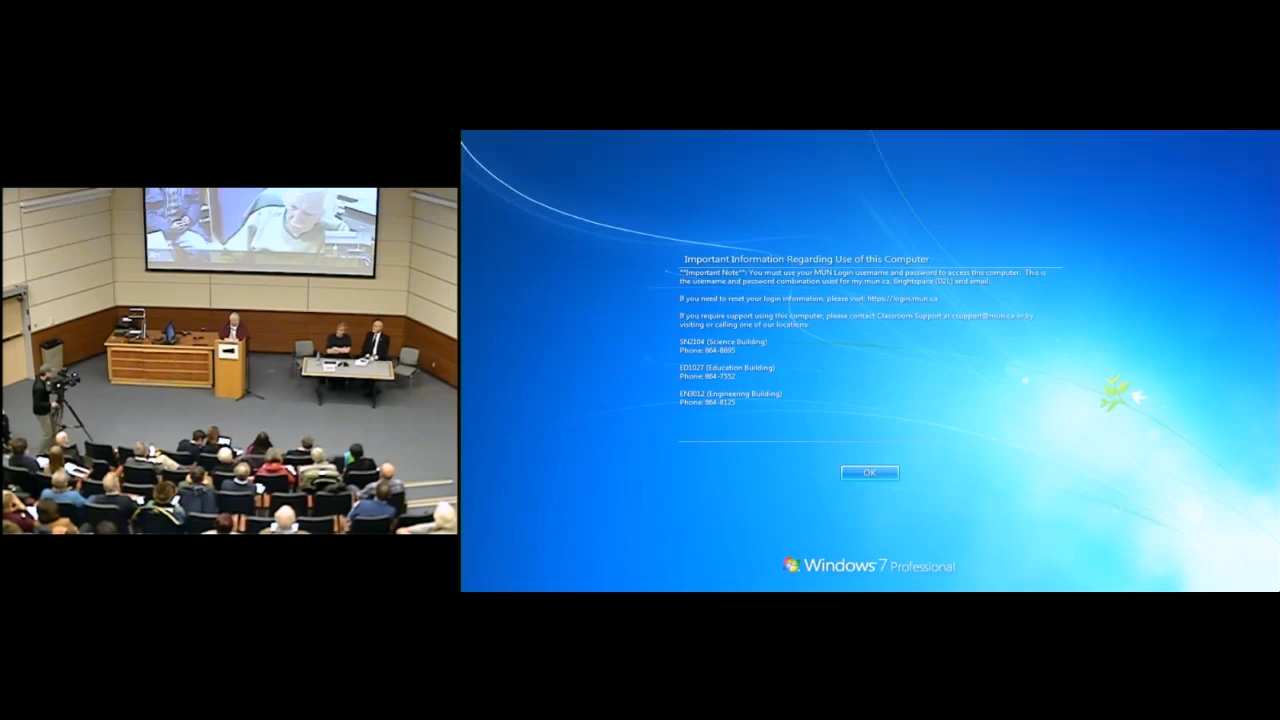 Important Information Regarding Use of this Computer
**Important Note**: You must use your MUN Login username and password to access this computer. This is
the username and password combination used for my.mun.ca, Brightspace (D2L) and email.
If you need to reset your login information, please visit: https://login.mun.ca
If you require support using this computer, please contact Classroom Support at csupport@mun.ca or by
visiting or calling one of our locations:
SN2104 (Science Building)
Phone: 864-8695
ED1027 (Education Building)
Phone: 864-7552
EN3012 (Engineering Building)
Phone: 864-8125
OK
Windows 7 Professional